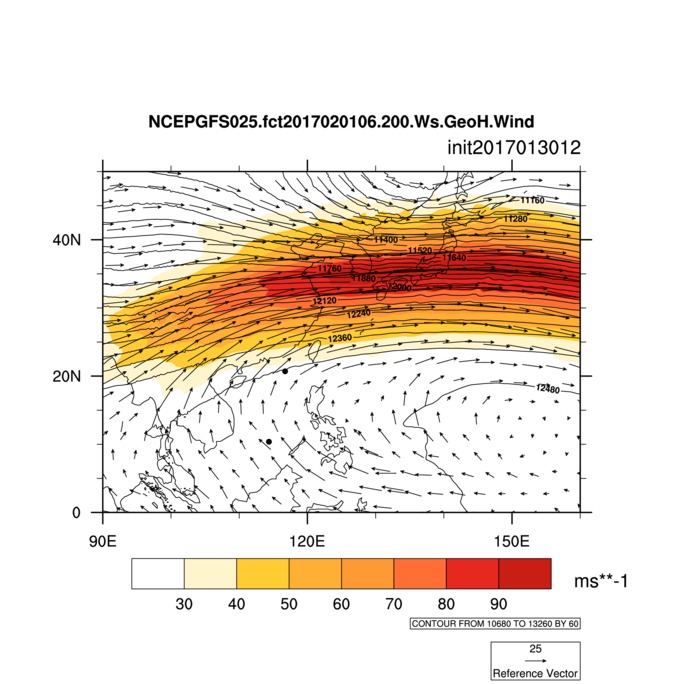 NCEPGFS025.fct2017020106.200.Ws.GeoH.Wind
init2017013012
11160
11280
40N
11400
11520
11640
11760
11880
12000
12120
12240
12360
20N
12480
0
90E 120E 150E
ms**-1
30 40 50 60 70 80 90
CONTOUR FROM 10680 TO 13260 BY 60
25
Reference Vector